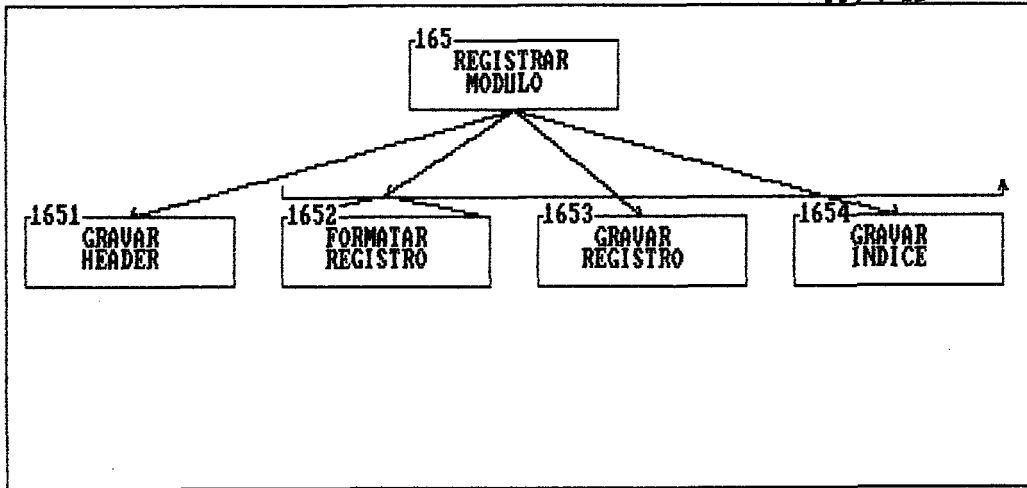 165
REGISTRAR
MODULO
1651
GRAVAR
HEADER
1652
FORMATAR
REGISTRO
1653
GRAVAR
REGISTRO
1654
GRAVAR
INDICE